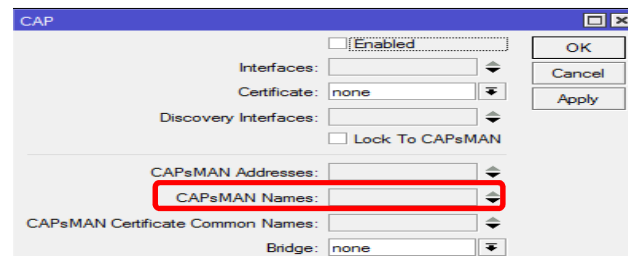 CAP
Enabled
OK
Interfaces:
Cancel
Certificate: none
Apply
Discovery Interfaces:
Lock To CAPsMAN
CAPsMAN Addresses:
CAPsMAN Names:
CAPsMAN Certificate Common Names:
Bridge: none